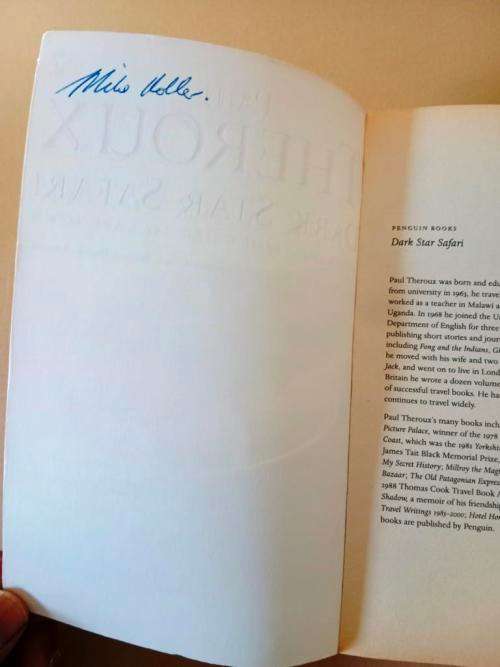 Mike Holler.
PENGUIN BOOKS
Dark Star Safari
Paul Theroux was born and edu
from university in 1963, he trave
worked as a teacher in Malawi a
Uganda. In 1968 he joined the U
Department of English for three
publishing short stories and jour
including Fong and the Indians, G
he moved with his wife and two
Jack, and went on to live in Lond
Britain he wrote a dozen volume
of successful travel books. He ha
continues to travel widely.
Paul Theroux's many books inclu
Picture Palace, winner of the 1978
Coast, which was the 1981 Yorkshir
James Tait Black Memorial Prize,
My Secret History; Millroy the Magi
Bazaar; The Old Patagonian Expres
1988 Thomas Cook Travel Book A
Shadow, a memoir of his friendship
Travel Writings 1985–2000; Hotel Hon
books are published by Penguin.